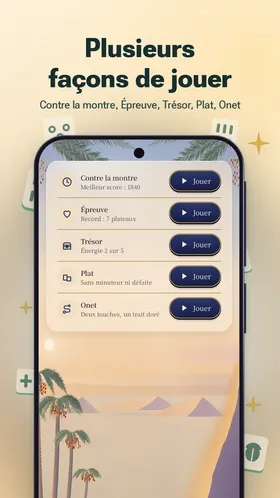 Plusieurs
façons de jouer
Contre la montre, Épreuve, Trésor, Plat, Onet
Contre la montre
Meilleur score : 1840
Jouer
Épreuve
Record : 7 plateaux
Jouer
Trésor
Énergie 2 sur 5
Jouer
Plat
Sans minuteur ni défaite
Jouer
Onet
Deux touches, un trait doré
Jouer